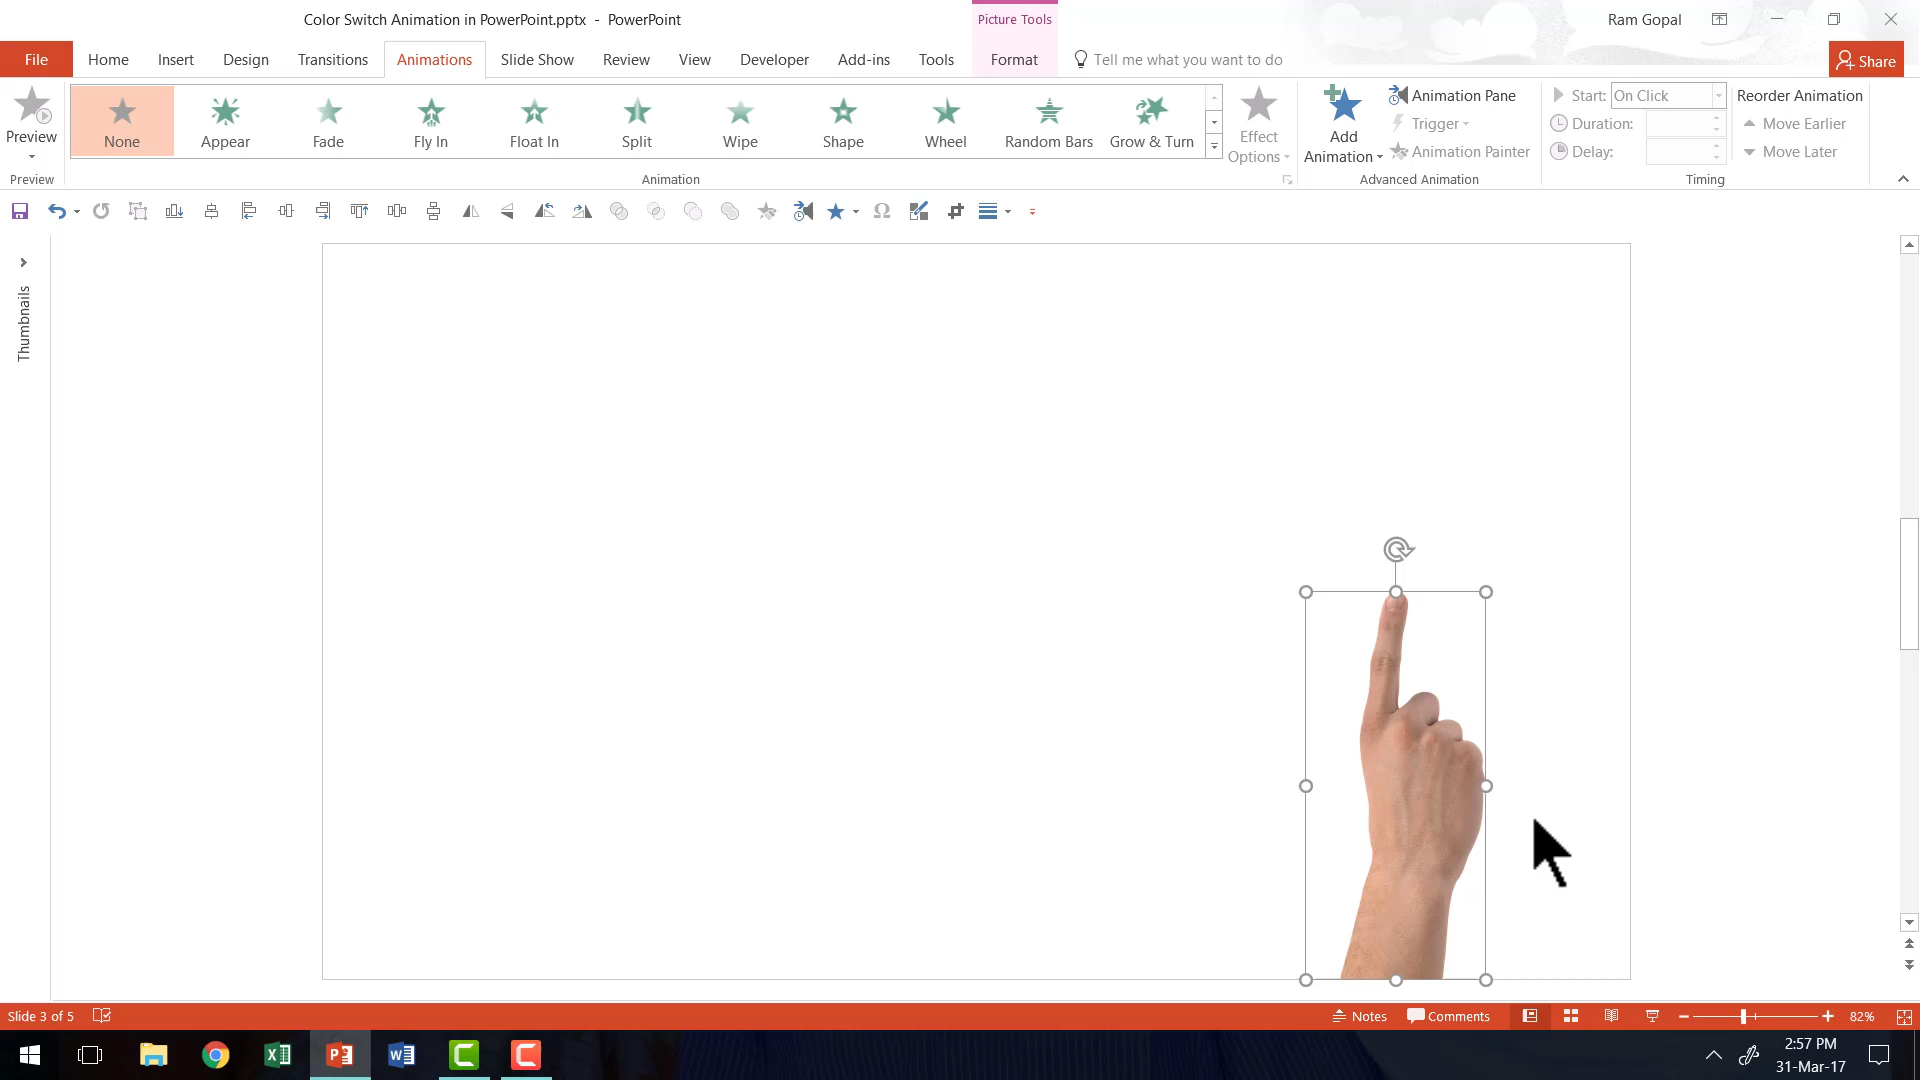 Color Switch Animation in PowerPoint.pptx - PowerPoint
Picture Tools
Ram Gopal
File
Home
Insert
Design
Transitions
Animations
Slide Show
Review
View
Developer
Add-ins
Tools
Format
Tell me what you want to do
Share
Preview
None
Appear
Fade
Fly In
Float In
Split
Wipe
Shape
Wheel
Random Bars
Grow & Turn
Effect
Options
Add
Animation
Animation Pane
Trigger
Animation Painter
Start: On Click
Duration:
Delay:
Reorder Animation
Move Earlier
Move Later
Preview
Animation
Advanced Animation
Timing
Thumbnails
Slide 3 of 5
Notes
Comments
82%
2:57 PM
31-Mar-17